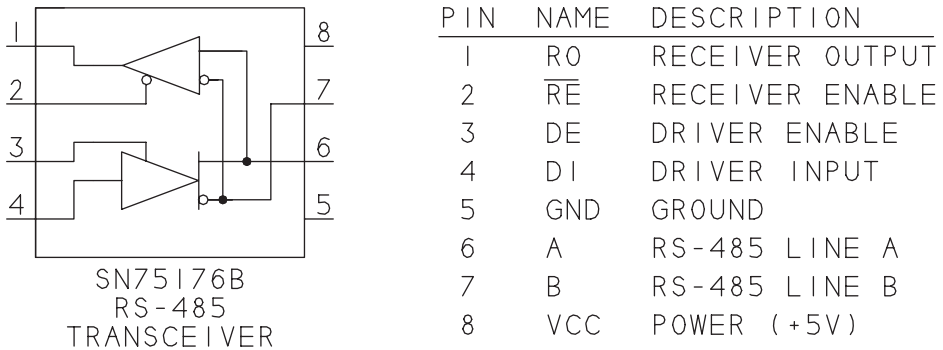 1
2
3
4
8
7
6
5
SN75176B
RS-485
TRANSCEIVER
PIN NAME DESCRIPTION
1 RO RECEIVER OUTPUT
2 R̅E̅ RECEIVER ENABLE
3 DE DRIVER ENABLE
4 DI DRIVER INPUT
5 GND GROUND
6 A RS-485 LINE A
7 B RS-485 LINE B
8 VCC POWER (+5V)